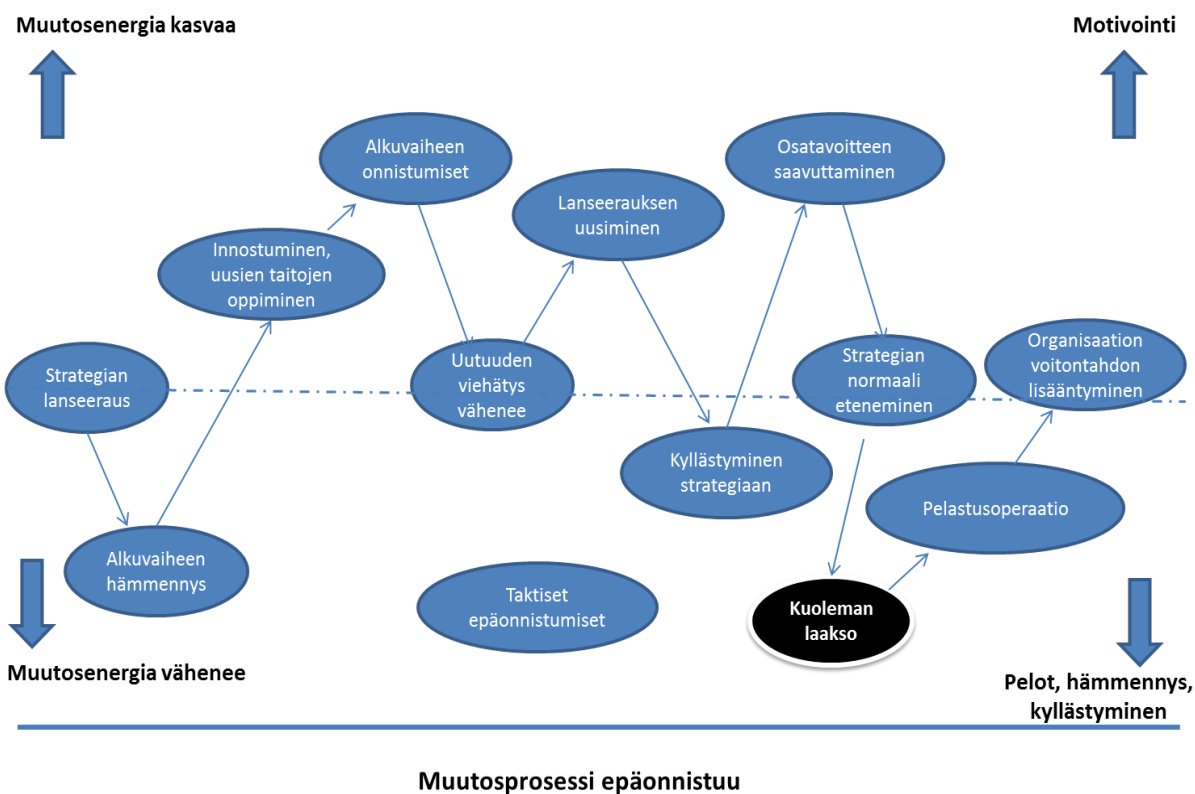 Muutosenergia kasvaa
Motivointi
Alkuvaiheen
onnistumiset
Osatavoitteen
saavuttaminen
Lanseerauksen
uusiminen
Innostuminen,
uusien taitojen
oppiminen
Strategian
lanseeraus
Uutuuden
viehätys
vähenee
Strategian
normaali
eteneminen
Organisaation
voitontahdon
lisääntyminen
Kyllästyminen
strategiaan
Pelastusoperaatio
Alkuvaiheen
hämmennys
Taktiset
epäonnistumiset
Kuoleman
laakso
Muutosenergia vähenee
Pelot, hämmennys,
kyllästyminen
Muutosprosessi epäonnistuu